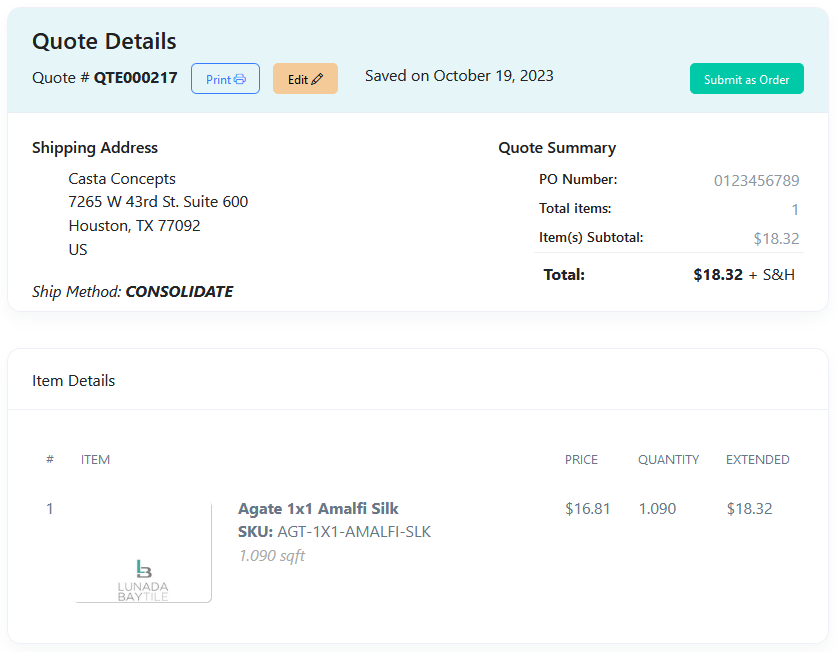 Quote Details
Quote # QTE000217
Print
Edit
Saved on October 19, 2023
Submit as Order
Shipping Address
Casta Concepts
7265 W 43rd St. Suite 600
Houston, TX 77092
US
Ship Method: CONSOLIDATE
Quote Summary
PO Number: 0123456789
Total items: 1
Item(s) Subtotal: $18.32
Total: $18.32 + S&H
Item Details
# ITEM PRICE QUANTITY EXTENDED
1 Agate 1x1 Amalfi Silk $16.81 1.090 $18.32
SKU: AGT-1X1-AMALFI-SLK
1.090 sqft
LUNADA
BAYTILE